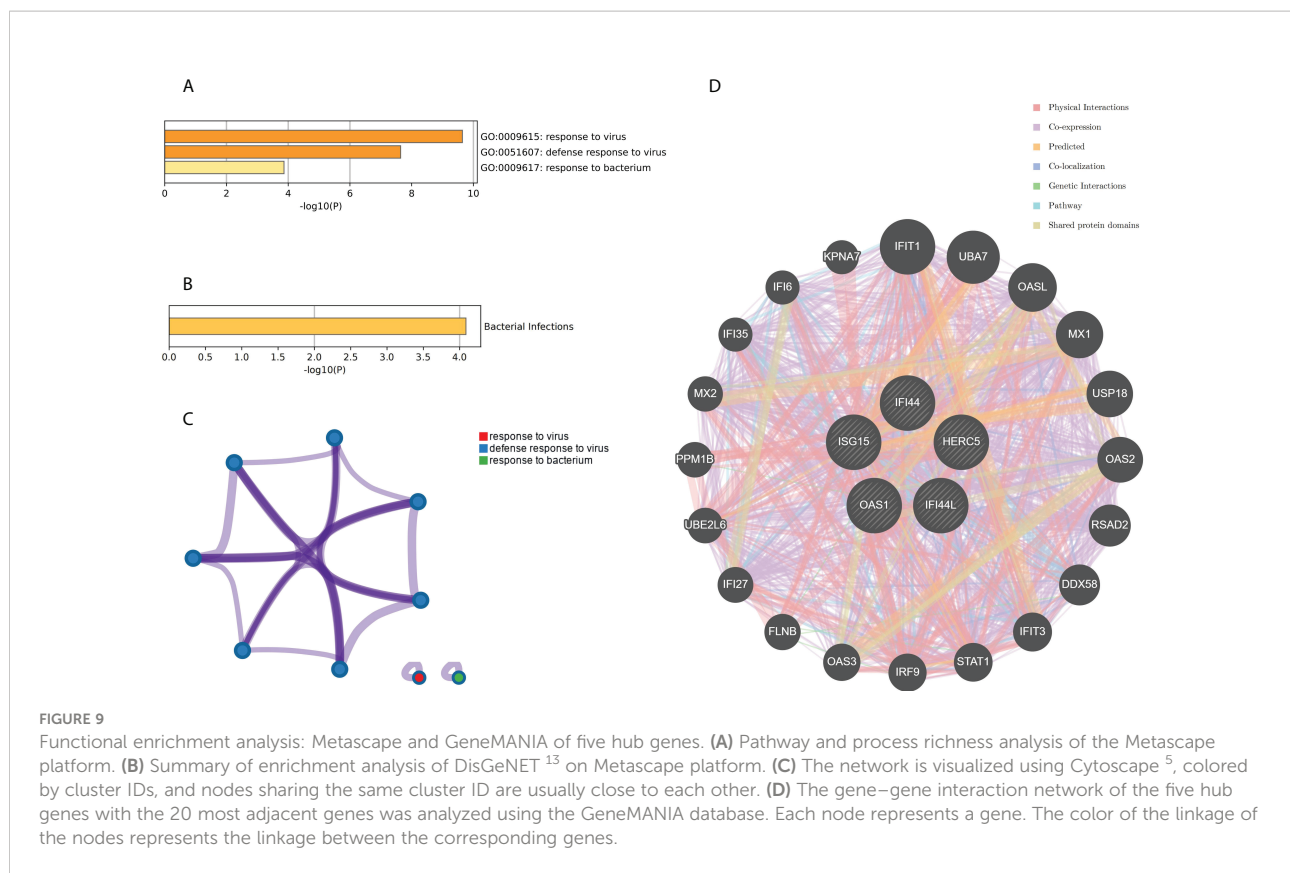 A
GO:0009615: response to virus
GO:0051607: defense response to virus
GO:0009617: response to bacterium
0 2 4 6 8 10
-log10(P)
B
Bacterial Infections
0.0 0.5 1.0 1.5 2.0 2.5 3.0 3.5 4.0
-log10(P)
C
response to virus
defense response to virus
response to bacterium
D
Physical Interactions
Co-expression
Predicted
Co-localization
Genetic Interactions
Pathway
Shared protein domains
IFIT1
UBA7
OASL
MX1
USP18
OAS2
RSAD2
DDX58
IFIT3
STAT1
IRF9
OAS3
FLNB
IFI27
UBE2L6
PPM1B
MX2
IFI35
IFI6
KPNA7
IFI44
HERC5
IFI44L
OAS1
ISG15
FIGURE 9
Functional enrichment analysis: Metascape and GeneMANIA of five hub genes. (A) Pathway and process richness analysis of the Metascape
platform. (B) Summary of enrichment analysis of DisGeNET 13 on Metascape platform. (C) The network is visualized using Cytoscape 5, colored
by cluster IDs, and nodes sharing the same cluster ID are usually close to each other. (D) The gene–gene interaction network of the five hub
genes with the 20 most adjacent genes was analyzed using the GeneMANIA database. Each node represents a gene. The color of the linkage of
the nodes represents the linkage between the corresponding genes.